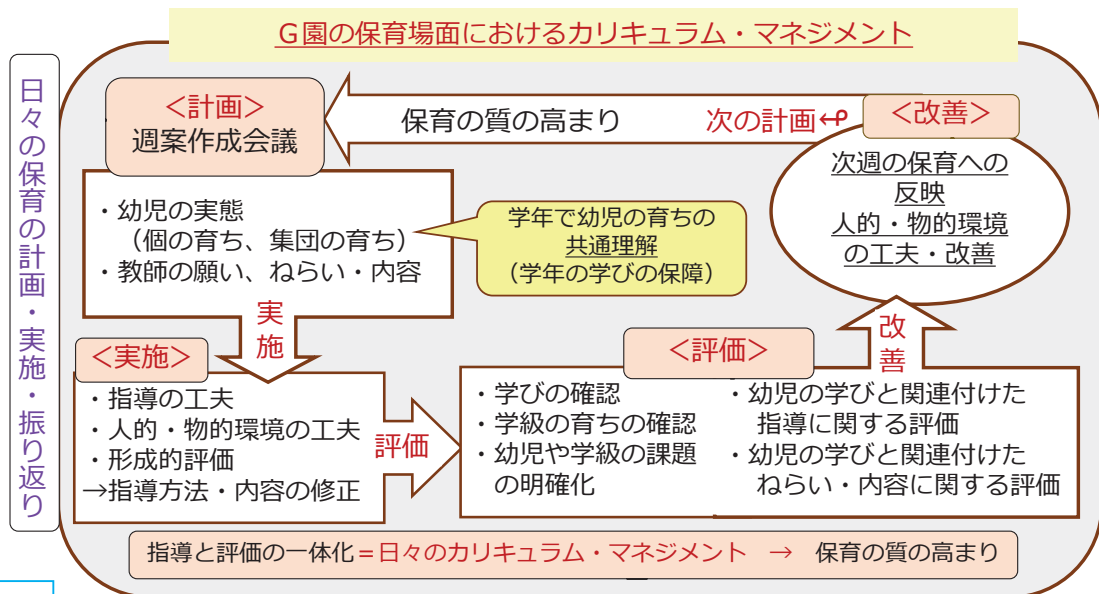 G園の保育場面におけるカリキュラム・マネジメント
日々の保育の計画・実施・振り返り
<計画>
週案作成会議
保育の質の高まり
次の計画
<改善>
次週の保育への
反映
人的・物的環境
の工夫・改善
・幼児の実態
(個の育ち、集団の育ち)
・教師の願い、ねらい・内容
学年で幼児の育ちの
共通理解
(学年の学びの保障)
実施
<実施>
・指導の工夫
・人的・物的環境の工夫
・形成的評価
→指導方法・内容の修正
評価
<評価>
改善
・学びの確認
・学級の育ちの確認
・幼児や学級の課題
の明確化
・幼児の学びと関連付けた
指導に関する評価
・幼児の学びと関連付けた
ねらい・内容に関する評価
指導と評価の一体化=日々のカリキュラム・マネジメント → 保育の質の高まり